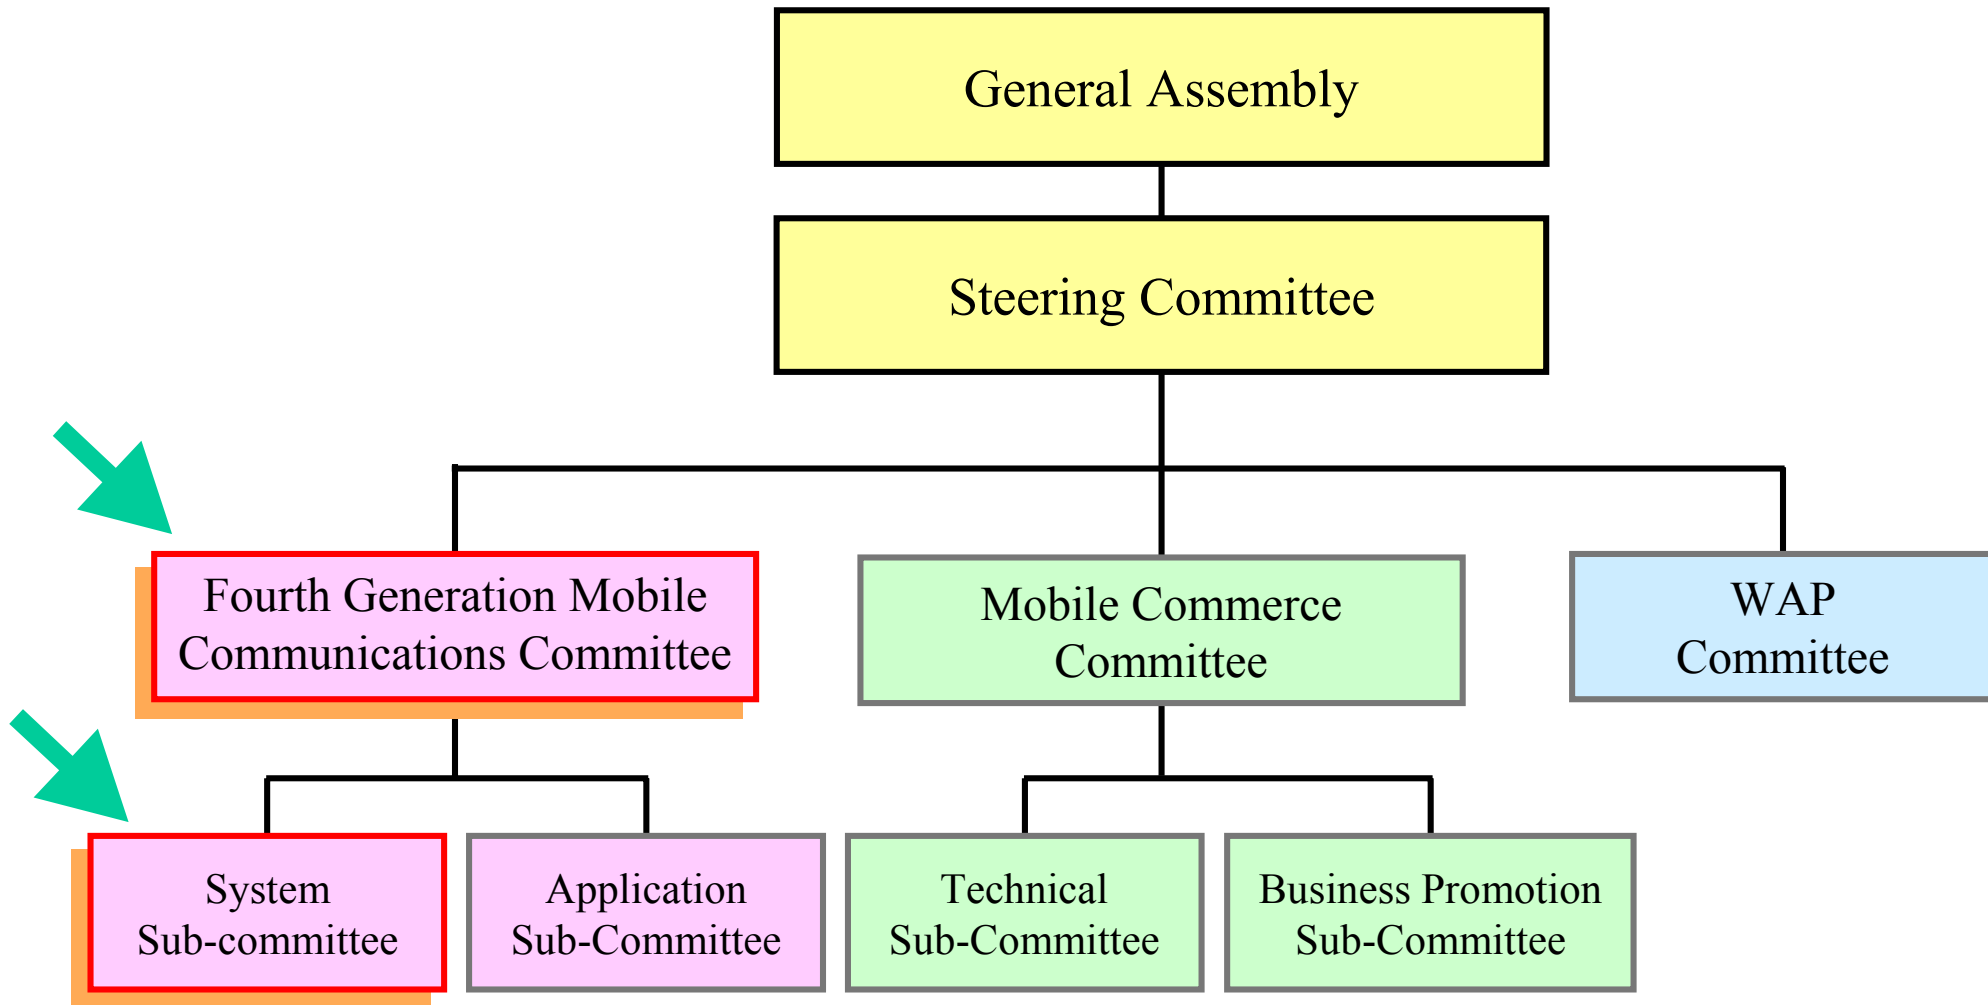 General Assembly
Steering Committee
Fourth Generation Mobile
Communications Committee
Mobile Commerce
Committee
WAP
Committee
System
Sub-committee
Application
Sub-Committee
Technical
Sub-Committee
Business Promotion
Sub-Committee